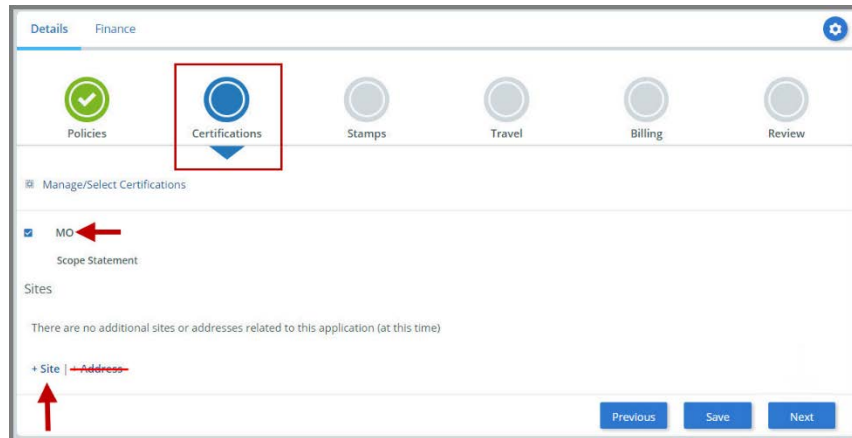 Details Finance
Policies Certifications Stamps Travel Billing Review
Manage/Select Certifications
MO
Scope Statement
Sites
There are no additional sites or addresses related to this application (at this time)
+ Site | + Address
Previous Save Next